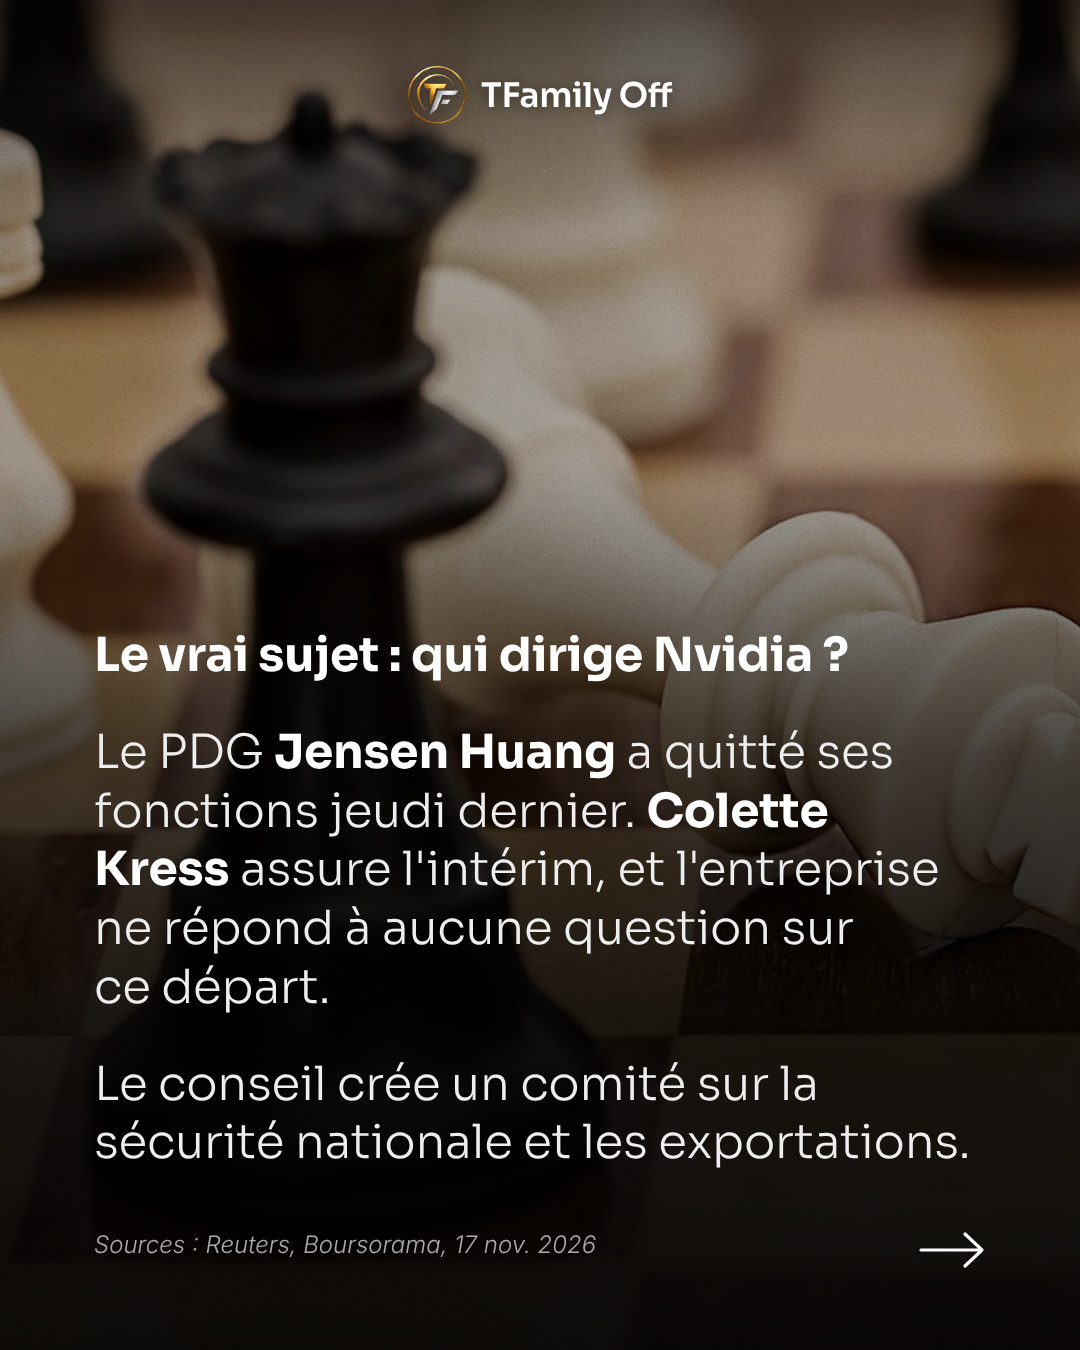 TF TFamily Off
Le vrai sujet : qui dirige Nvidia ?
Le PDG Jensen Huang a quitté ses
fonctions jeudi dernier. Colette
Kress assure l'intérim, et l'entreprise
ne répond à aucune question sur
ce départ.
Le conseil crée un comité sur la
sécurité nationale et les exportations.
Sources : Reuters, Boursorama, 17 nov. 2026